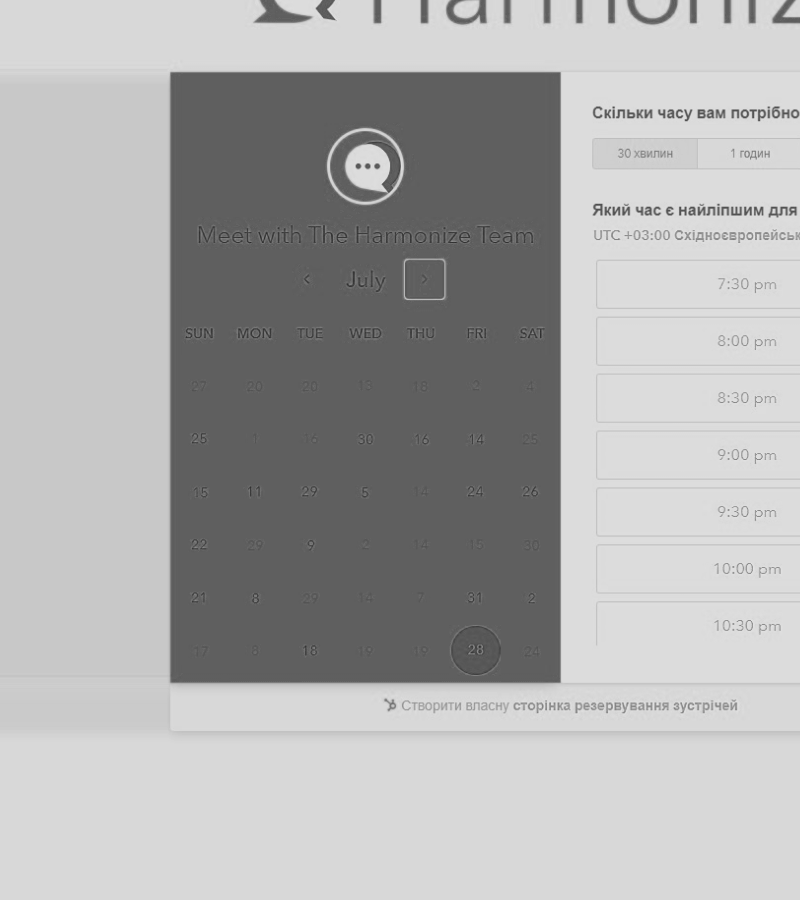 Harmoniz
Meet with The Harmonize Team
July
SUN MON TUE WED THU FRI SAT
27 20 13 2 4
25 1 16 30 16 14 25
15 11 29 5 14 24 26
22 29 9 2 14 15 30
21 8 29 14 7 31 2
17 18 19 19 28 24
Скільки часу вам потрібно
30 хвилин 1 годин
Який час є найліпшим для
UTC +03:00 Східноєвропейськ
7:30 pm
8:00 pm
8:30 pm
9:00 pm
9:30 pm
10:00 pm
10:30 pm
Створити власну сторінка резервування зустрічей